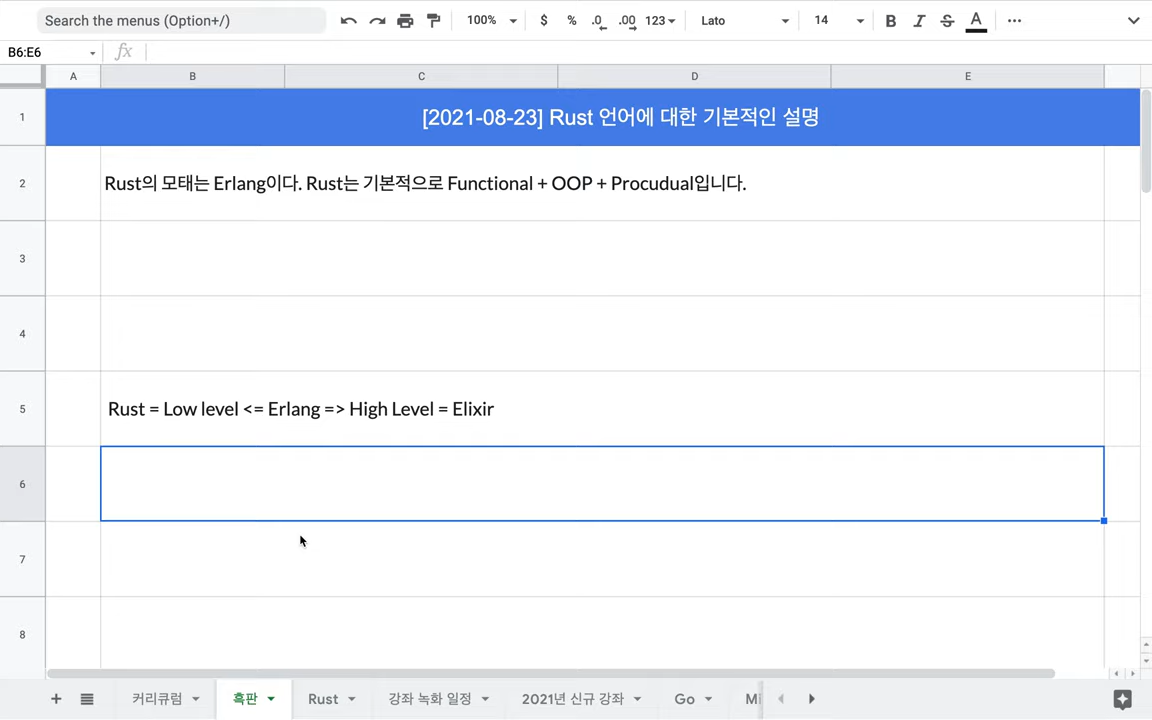 Search the menus (Option+/)
100%
$
%
.0
.00
123
Lato
14
B
I
S
A
B6:E6
fx
A
B
C
D
E
1
[2021-08-23] Rust 언어에 대한 기본적인 설명
2
Rust의 모태는 Erlang이다. Rust는 기본적으로 Functional + OOP + Procudual입니다.
3
4
5
Rust = Low level <= Erlang => High Level = Elixir
6
7
8
커리큐럼
흑판
Rust
강좌 녹화 일정
2021년 신규 강좌
Go